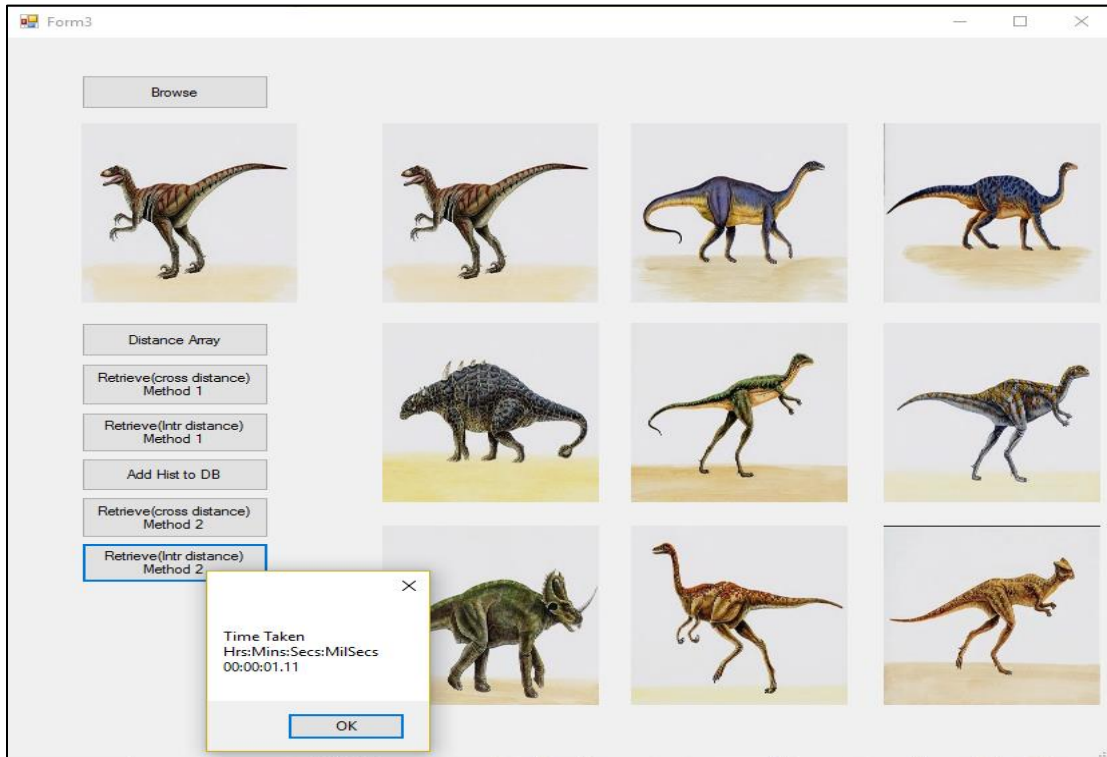 Form3
Browse
Distance Array
Retrieve(cross distance)
Method 1
Retrieve(Intr distance)
Method 1
Add Hist to DB
Retrieve(cross distance)
Method 2
Retrieve(Intr distance)
Method 2
Time Taken
Hrs:Mins:Secs:MilSecs
00:00:01.11
OK